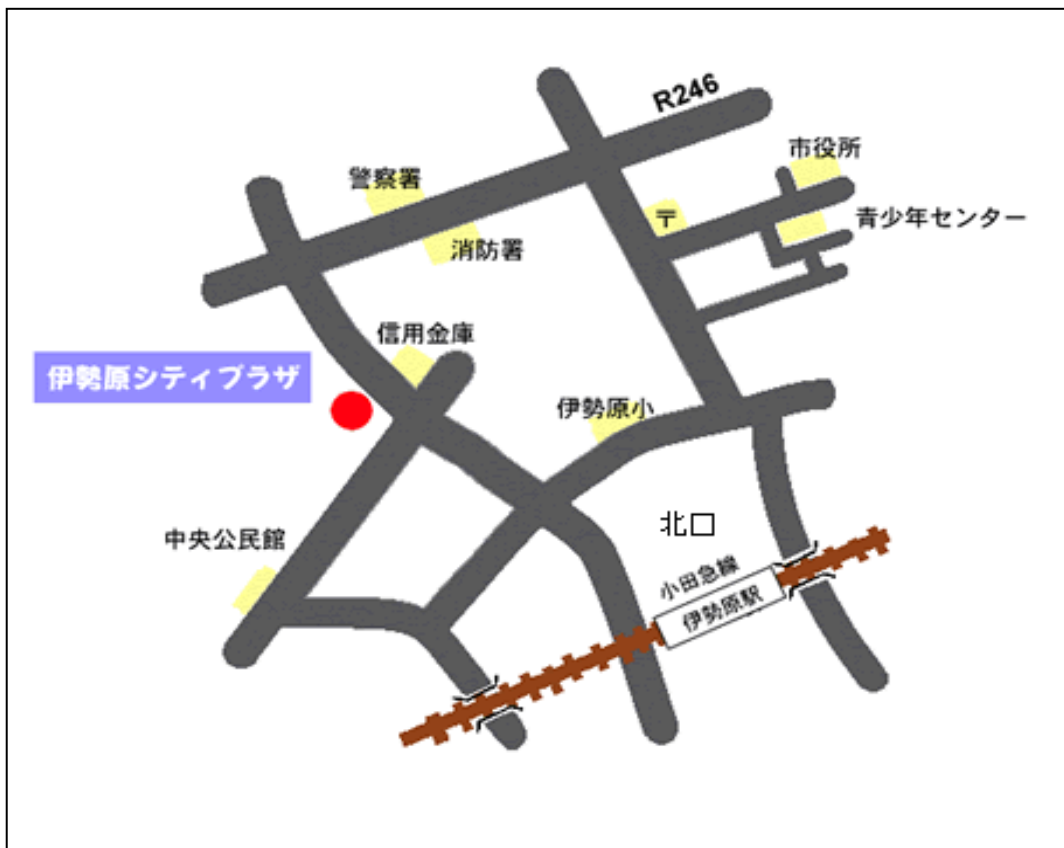 R246
市役所
警察署
〒
青少年センター
消防署
信用金庫
伊勢原シティプラザ
伊勢原小
北口
中央公民館
小田急線
伊勢原駅